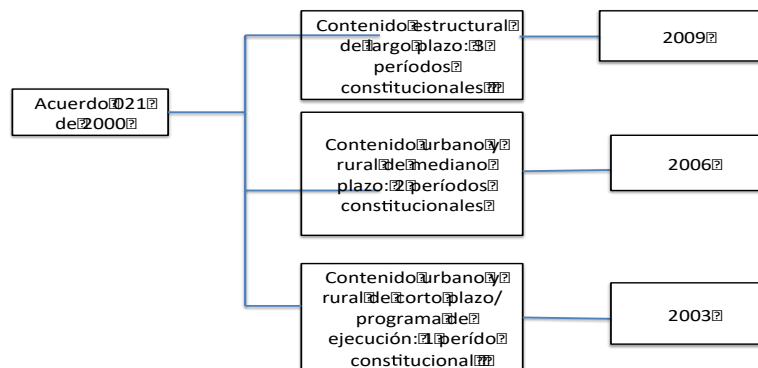 Acuerdo 021
de 2000
Contenido estructural
de largo plazo: 3
períodos
constitucionales
2009
Contenido urbano y
rural de mediano
plazo: 2 períodos
constitucionales
2006
Contenido urbano y
rural de corto plazo/
programa de
ejecución: 1 perído
constitucional
2003